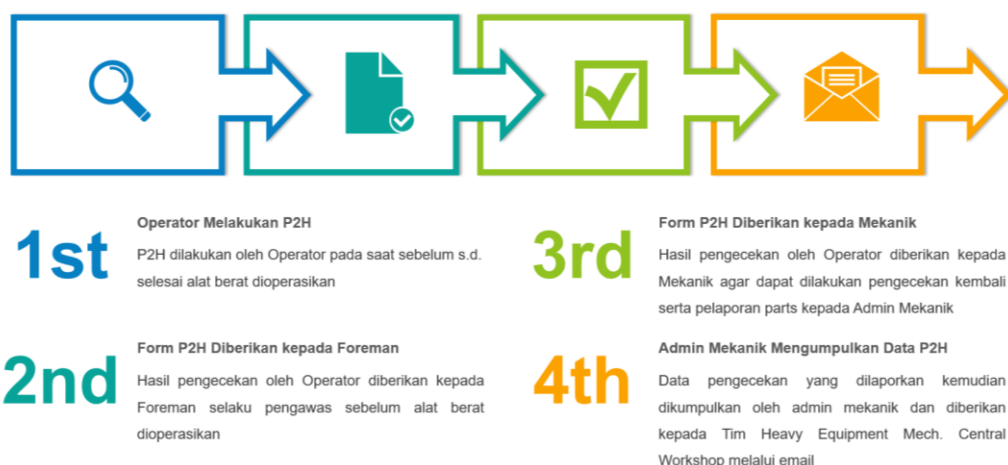 1st
Operator Melakukan P2H
P2H dilakukan oleh Operator pada saat sebelum s.d.
selesai alat berat dioperasikan
2nd
Form P2H Diberikan kepada Foreman
Hasil pengecekan oleh Operator diberikan kepada
Foreman selaku pengawas sebelum alat berat
dioperasikan
3rd
Form P2H Diberikan kepada Mekanik
Hasil pengecekan oleh Operator diberikan kepada
Mekanik agar dapat dilakukan pengecekan kembali
serta pelaporan parts kepada Admin Mekanik
4th
Admin Mekanik Mengumpulkan Data P2H
Data pengecekan yang dilaporkan kemudian
dikumpulkan oleh admin mekanik dan diberikan
kepada Tim Heavy Equipment Mech. Central
Workshop melalui email